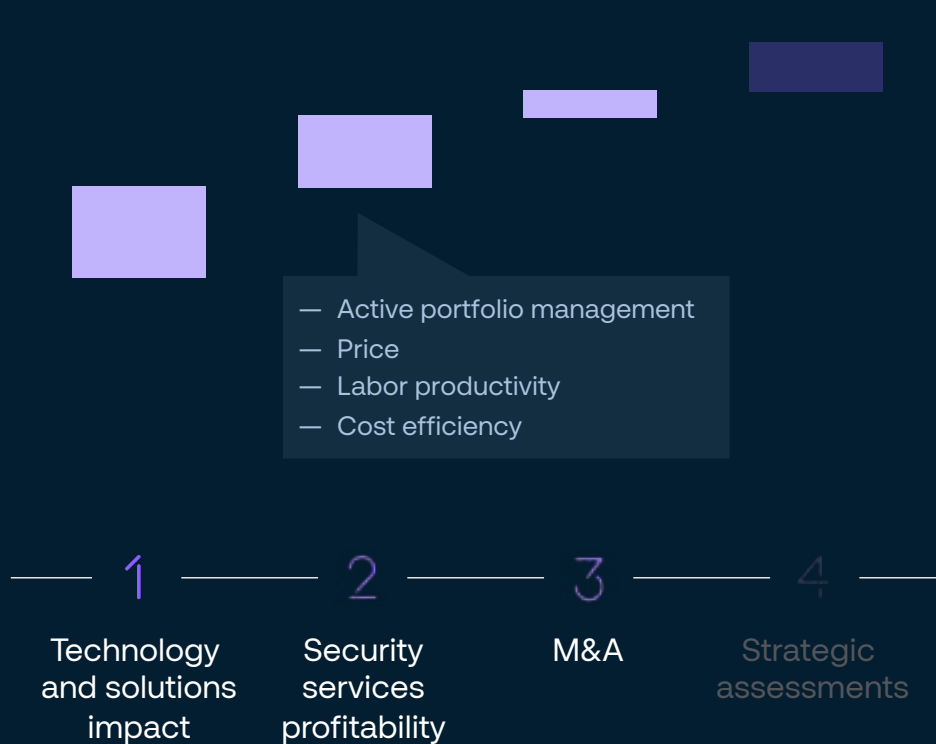 — Active portfolio management
— Price
— Labor productivity
— Cost efficiency
1 2 3 4
Technology and solutions impact
Security services profitability
M&A
Strategic assessments